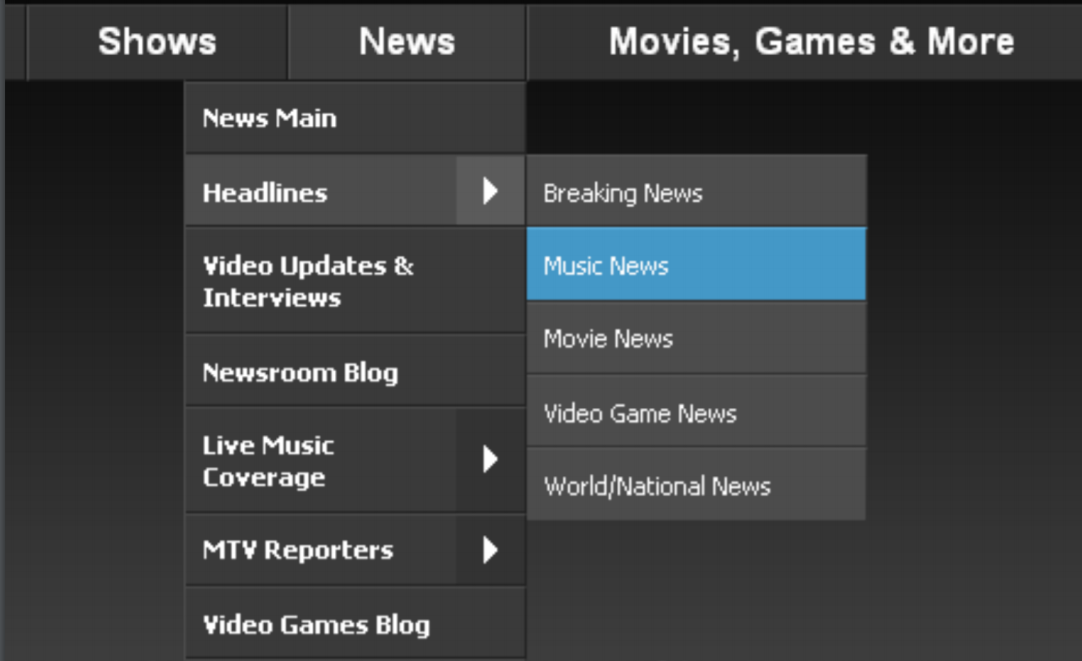 Shows
News
Movies, Games & More
News Main
Headlines
Video Updates &
Interviews
Newsroom Blog
Live Music
Coverage
MTV Reporters
Video Games Blog
Breaking News
Music News
Movie News
Video Game News
World/National News